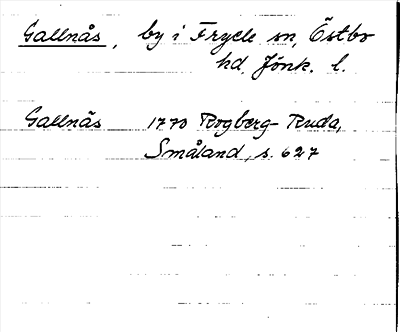 Gallnås, by i Fryele sn, Östbo
hd, Jönk. l.
Gallnås 1770 Rogberg-Ruda,
Småland, s. 627